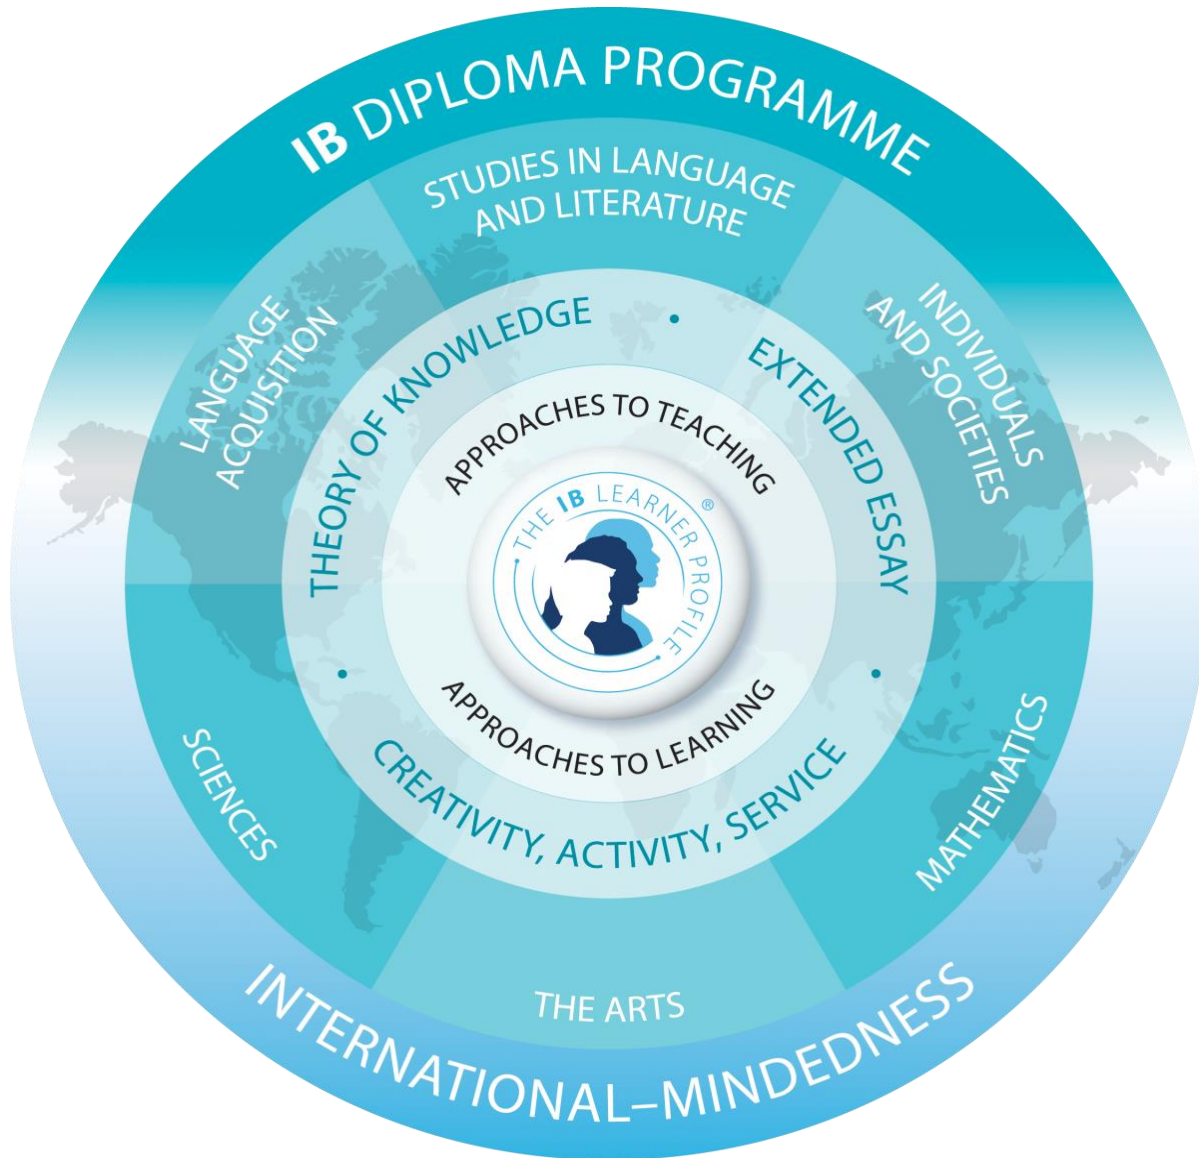 IB DIPLOMA PROGRAMME
STUDIES IN LANGUAGE
AND LITERATURE
LANGUAGE
ACQUISITION
INDIVIDUALS
AND SOCIETIES
THEORY OF KNOWLEDGE
•
EXTENDED ESSAY
•
APPROACHES TO TEACHING
THE IB LEARNER PROFILE
®
APPROACHES TO LEARNING
•
CREATIVITY, ACTIVITY, SERVICE
SCIENCES
MATHEMATICS
THE ARTS
INTERNATIONAL–MINDEDNESS